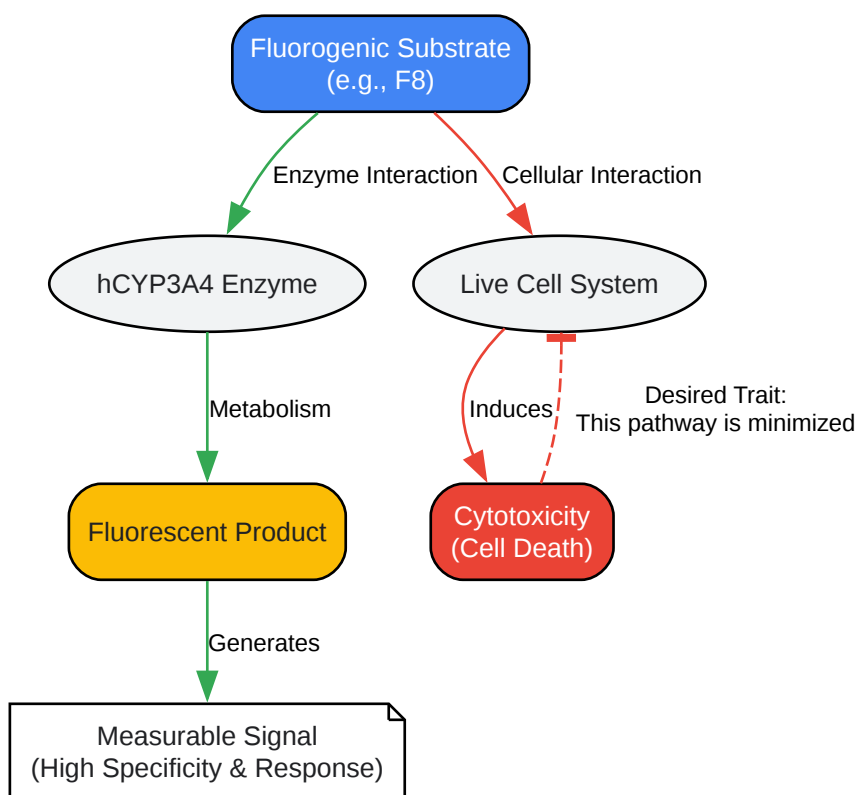 Fluorogenic Substrate
(e.g., F8)
Enzyme Interaction
Cellular Interaction
hCYP3A4 Enzyme
Live Cell System
Metabolism
Induces
Desired Trait:
This pathway is minimized
Fluorescent Product
Cytotoxicity
(Cell Death)
Generates
Measurable Signal
(High Specificity & Response)